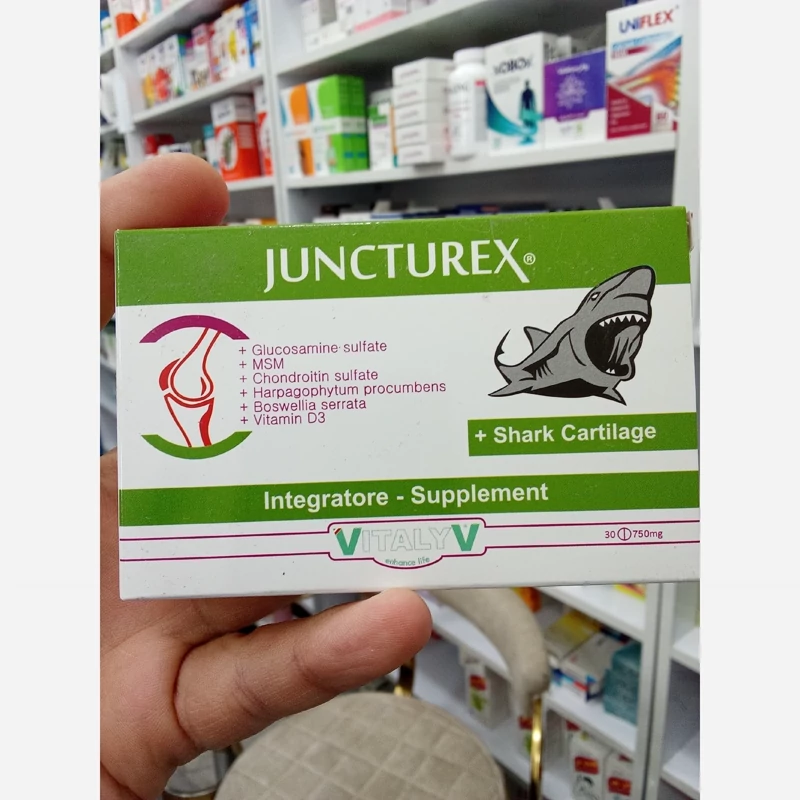 UNIFLEX
JUNCTUREX®
+ Glucosamine sulfate
+ MSM
+ Chondroitin sulfate
+ Harpagophytum procumbens
+ Boswellia serrata
+ Vitamin D3
+ Shark Cartilage
Integratore - Supplement
VITALY V
enhance life
30 750mg